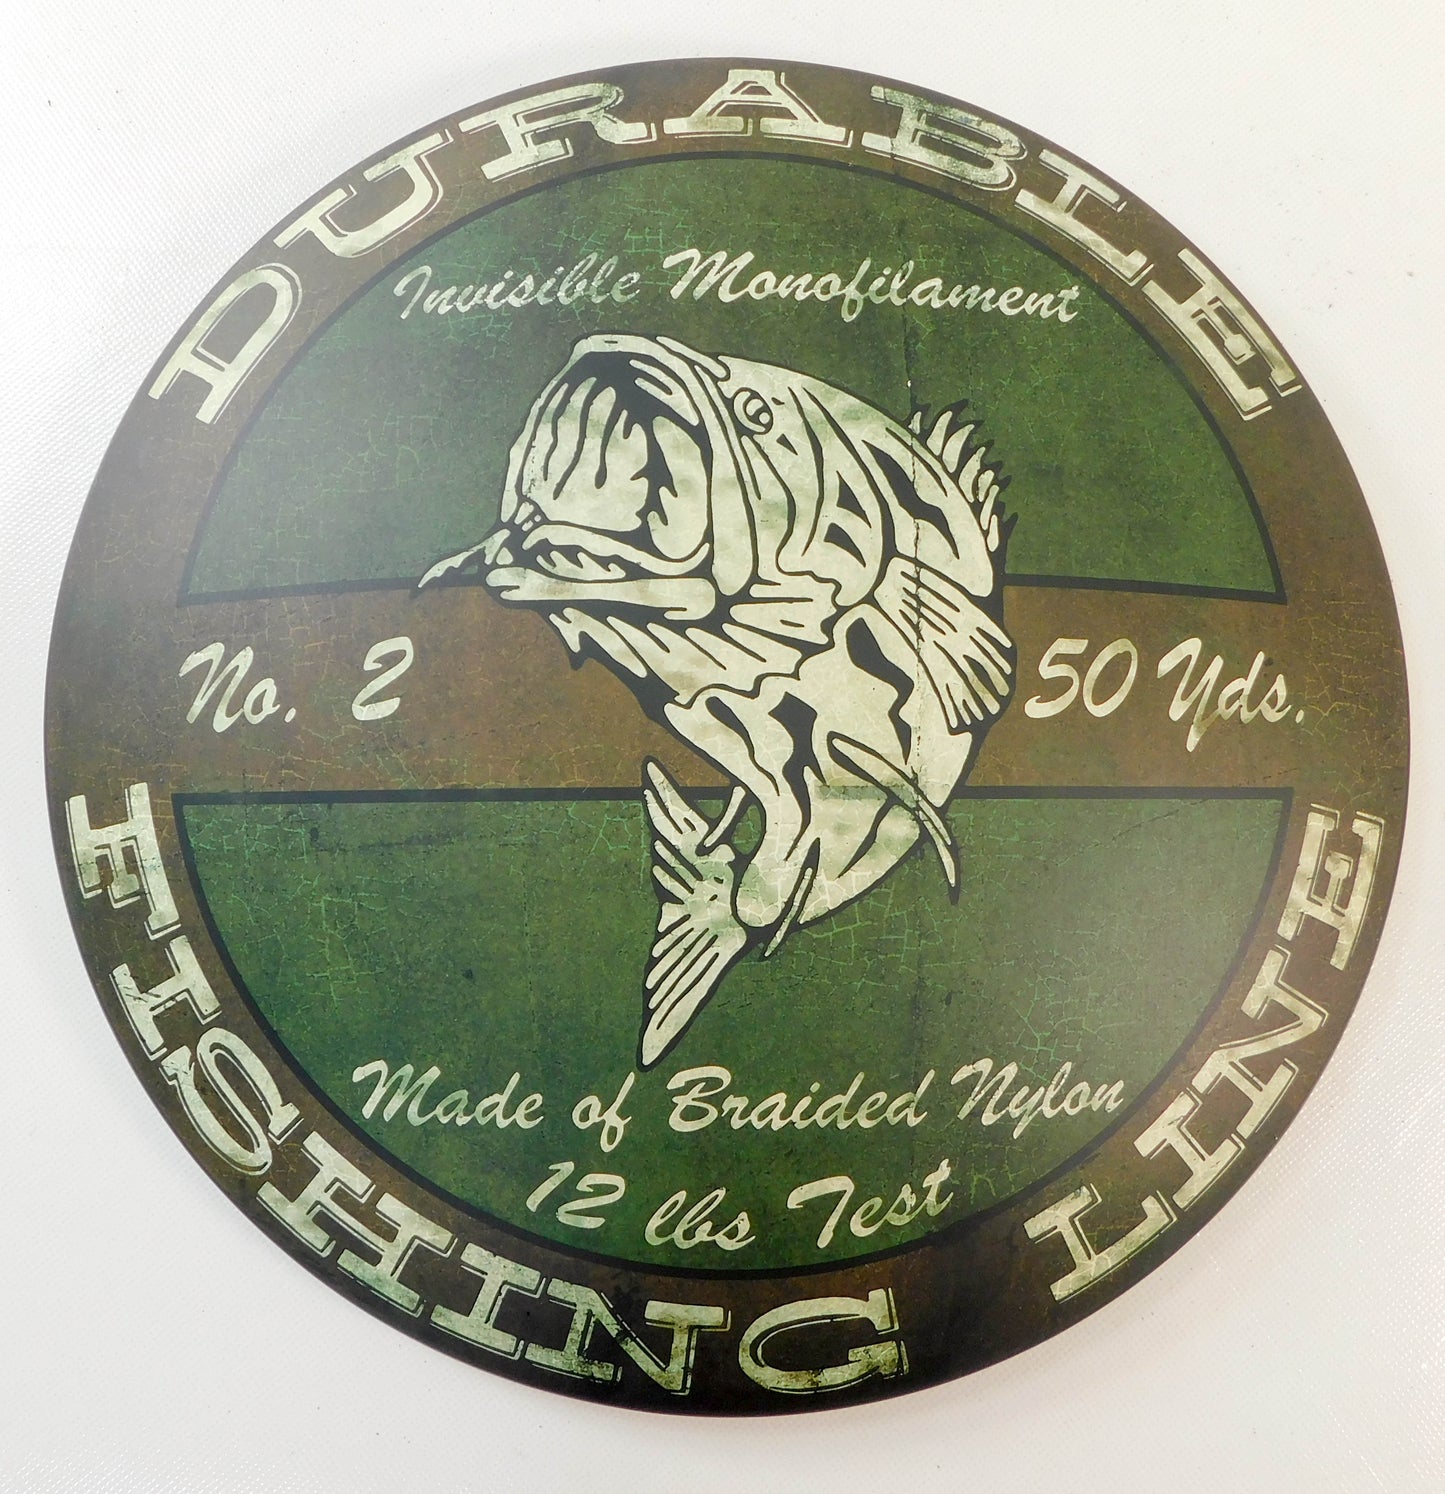 DURABLE
Invisible Monofilament
No. 2
50 Yds.
Made of Braided Nylon
12 lbs Test
FISHING LINE